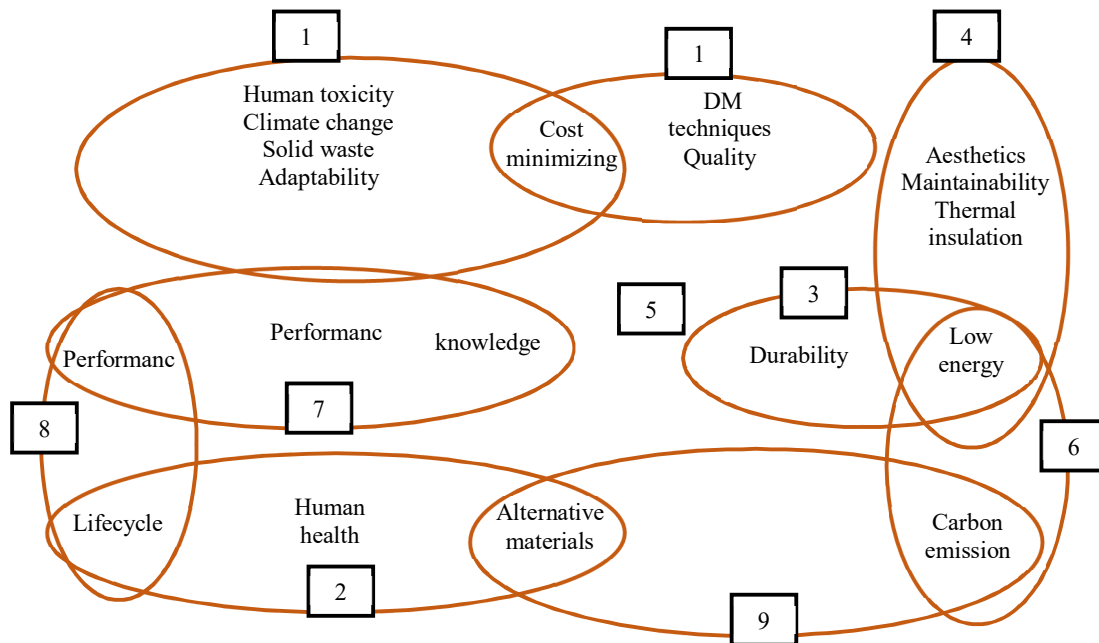 1
Human toxicity
Climate change
Solid waste
Adaptability
Cost
minimizing
1
DM
techniques
Quality
4
Aesthetics
Maintainability
Thermal
insulation
5
3
Durability
Low
energy
Performanc
Performanc
knowledge
8
7
6
Lifecycle
Human
health
Alternative
materials
Carbon
emission
2
9